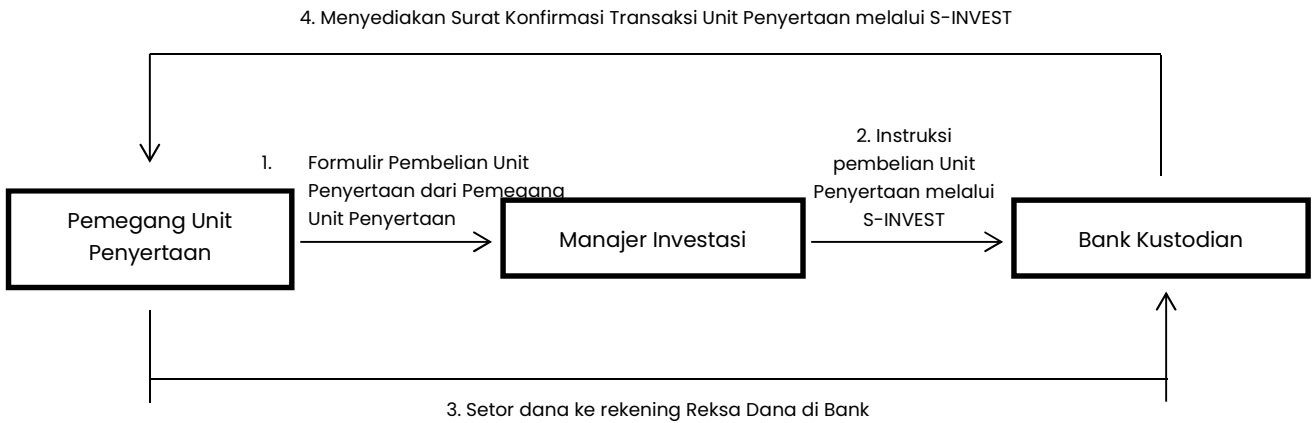 4. Menyediakan Surat Konfirmasi Transaksi Unit Penyertaan melalui S-INVEST
1. Formulir Pembelian Unit
Penyertaan dari Pemegang
Unit Penyertaan
2. Instruksi
pembelian Unit
Penyertaan melalui
S-INVEST
Pemegang Unit
Penyertaan
Manajer Investasi
Bank Kustodian
3. Setor dana ke rekening Reksa Dana di Bank